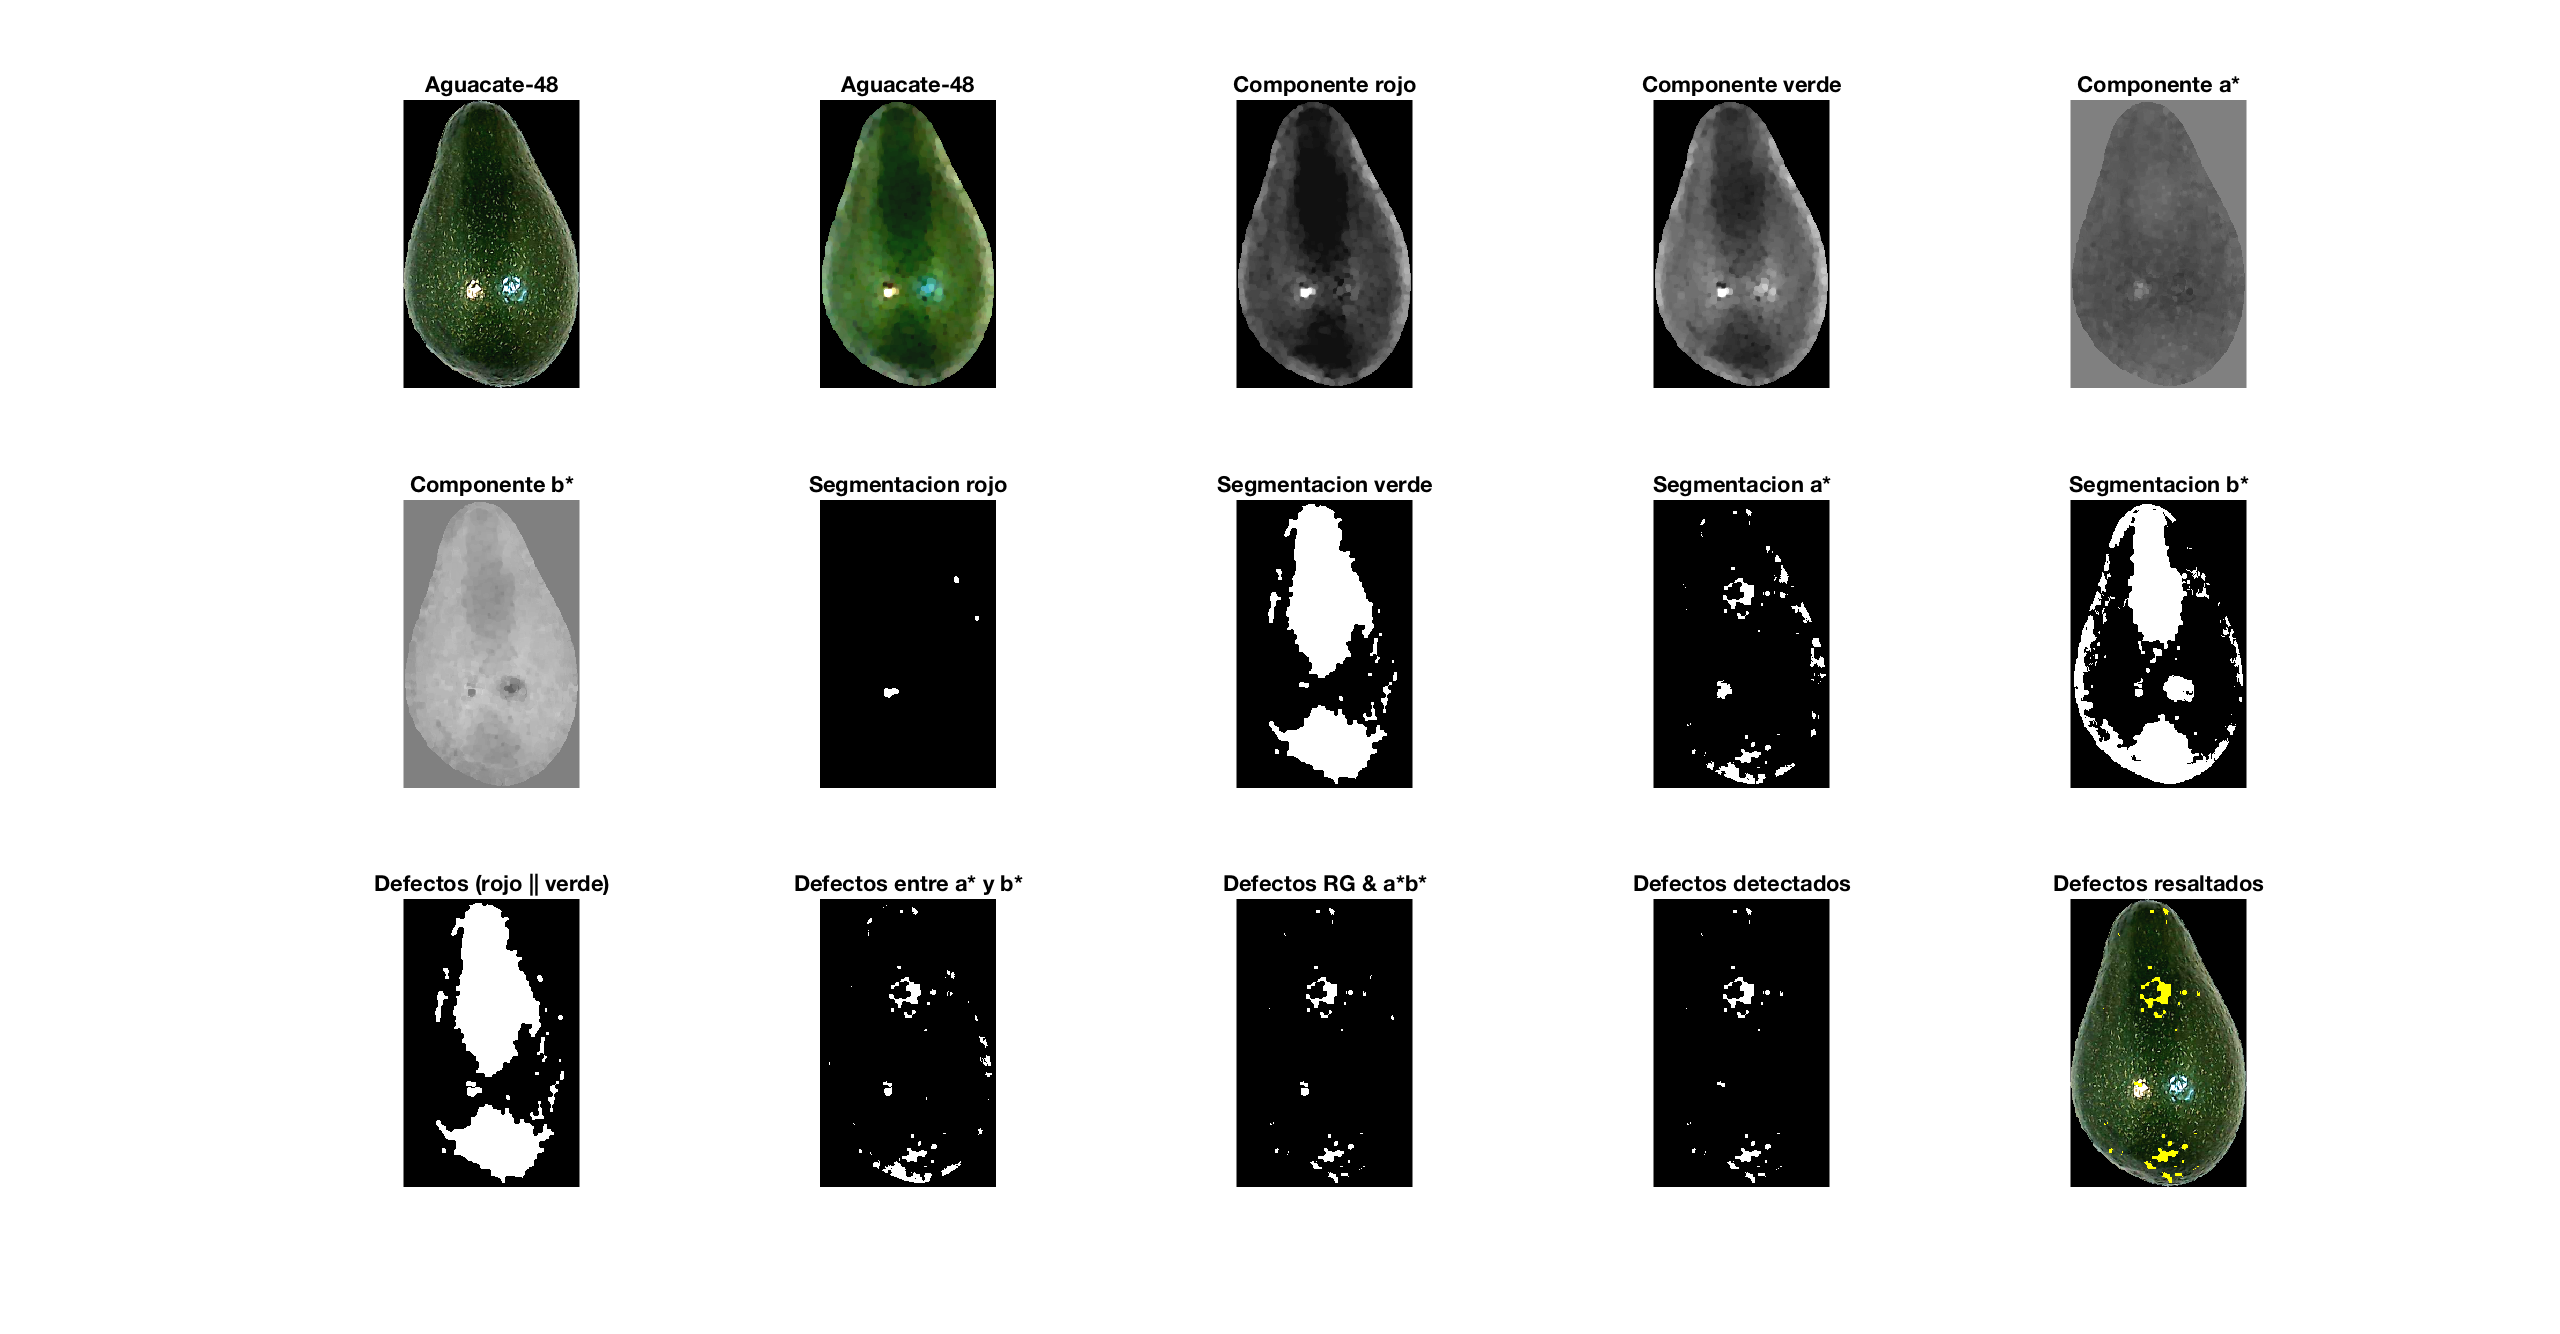 Aguacate-48
Aguacate-48
Componente rojo
Componente verde
Componente a*
Componente b*
Segmentacion rojo
Segmentacion verde
Segmentacion a*
Segmentacion b*
Defectos (rojo || verde)
Defectos entre a* y b*
Defectos RG & a*b*
Defectos detectados
Defectos resaltados